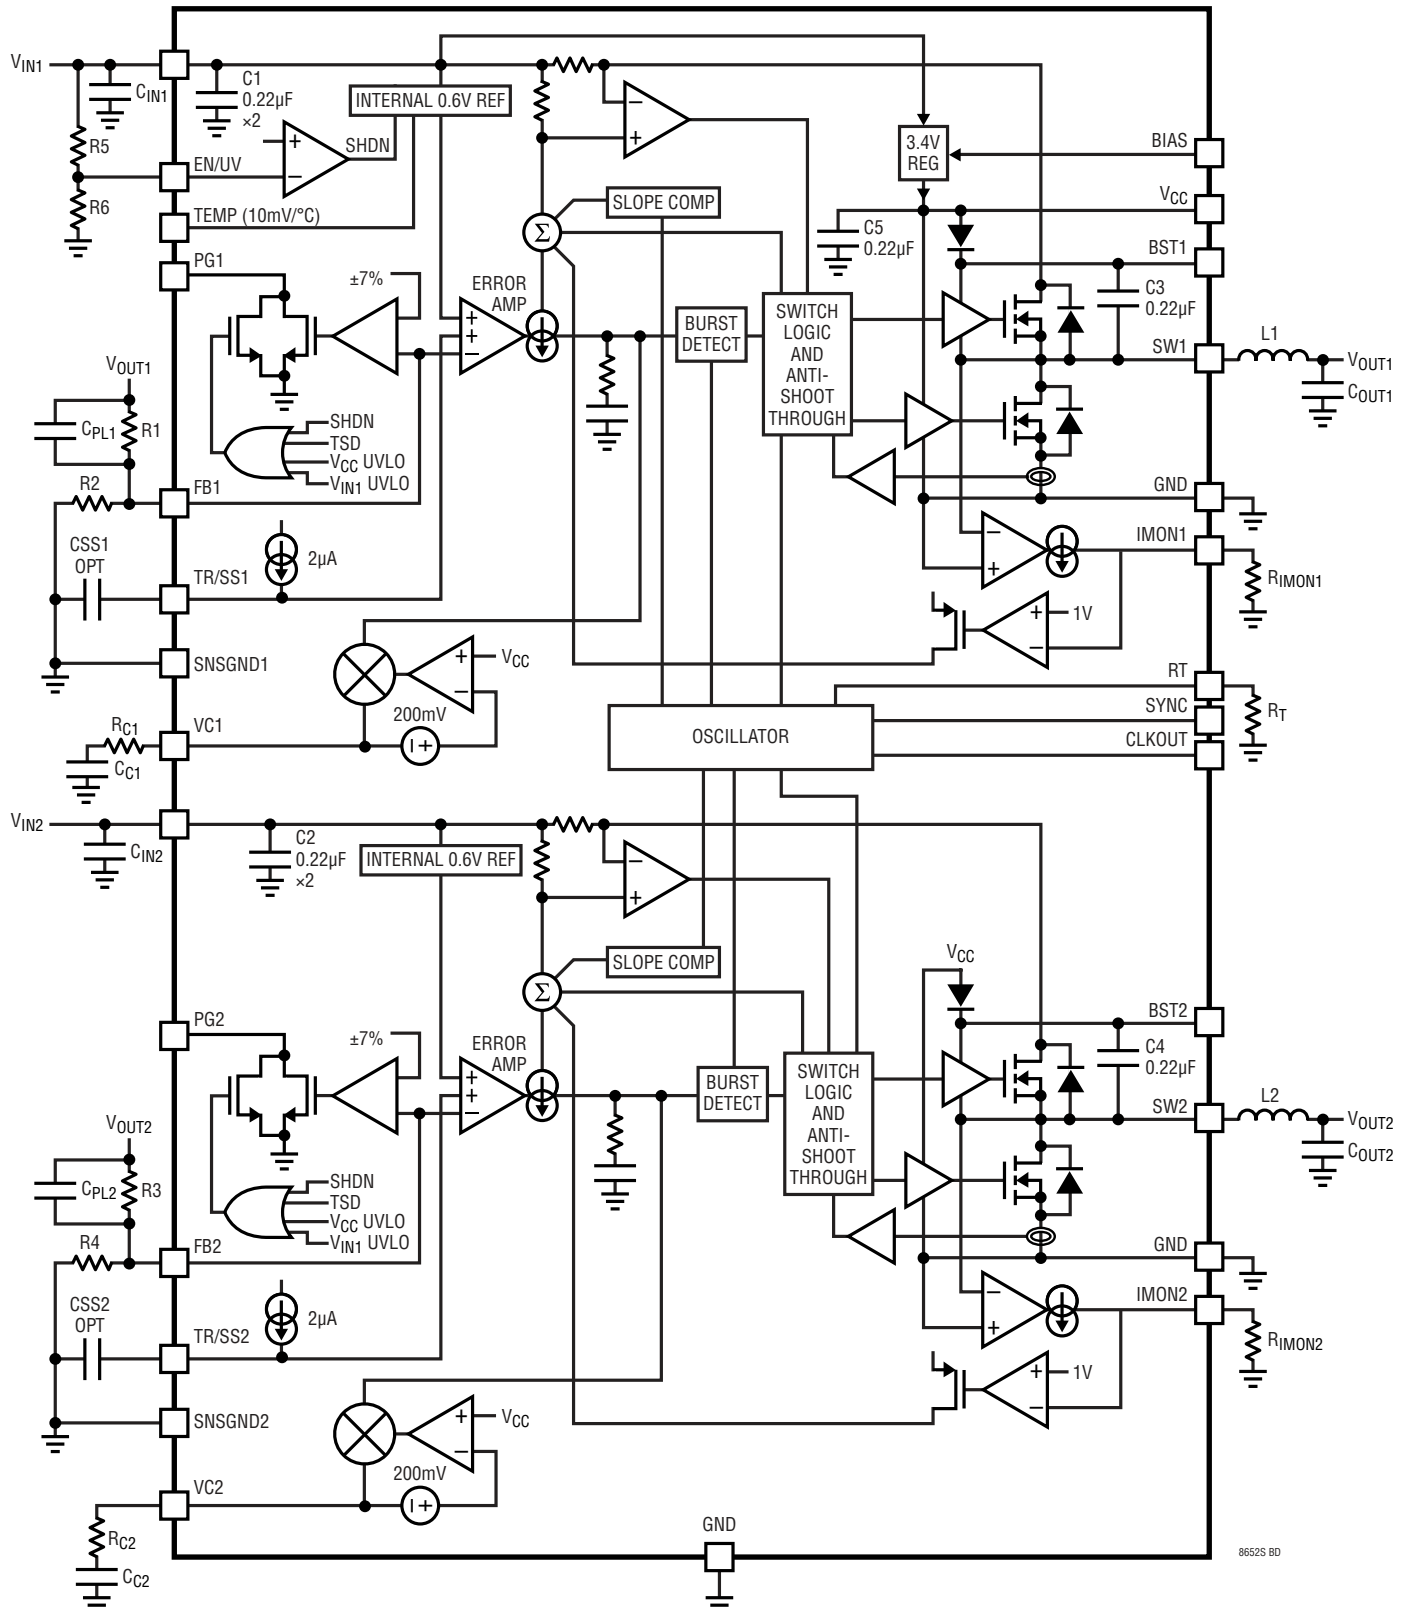 VIN1
CIN1
C1
0.22µF
×2
INTERNAL 0.6V REF
R5
EN/UV
+
−
SHDN
R6
TEMP (10mV/°C)
−
+
3.4V
REG
BIAS
VCC
C5
0.22µF
SLOPE COMP
Σ
BST1
PG1
±7%
ERROR
AMP
+
+
−
BURST
DETECT
SWITCH
LOGIC
AND
ANTI-
SHOOT
THROUGH
C3
0.22µF
SW1
L1
VOUT1
COUT1
VOUT1
CPL1
R1
SHDN
TSD
VCC UVLO
VIN1 UVLO
R2
FB1
GND
CSS1
OPT
TR/SS1
2µA
−
+
IMON1
RIMON1
+
−
1V
SNSGND1
+
−
VCC
RT
RT
SYNC
CLKOUT
RC1
VC1
200mV
+
CC1
OSCILLATOR
VIN2
CIN2
C2
0.22µF
×2
INTERNAL 0.6V REF
−
+
SLOPE COMP
Σ
VCC
BST2
PG2
±7%
ERROR
AMP
+
+
−
BURST
DETECT
SWITCH
LOGIC
AND
ANTI-
SHOOT
THROUGH
C4
0.22µF
SW2
L2
VOUT2
COUT2
VOUT2
CPL2
R3
SHDN
TSD
VCC UVLO
VIN1 UVLO
R4
FB2
GND
CSS2
OPT
TR/SS2
2µA
−
+
IMON2
RIMON2
+
−
1V
SNSGND2
+
−
VCC
VC2
200mV
+
RC2
CC2
GND
8652S BD